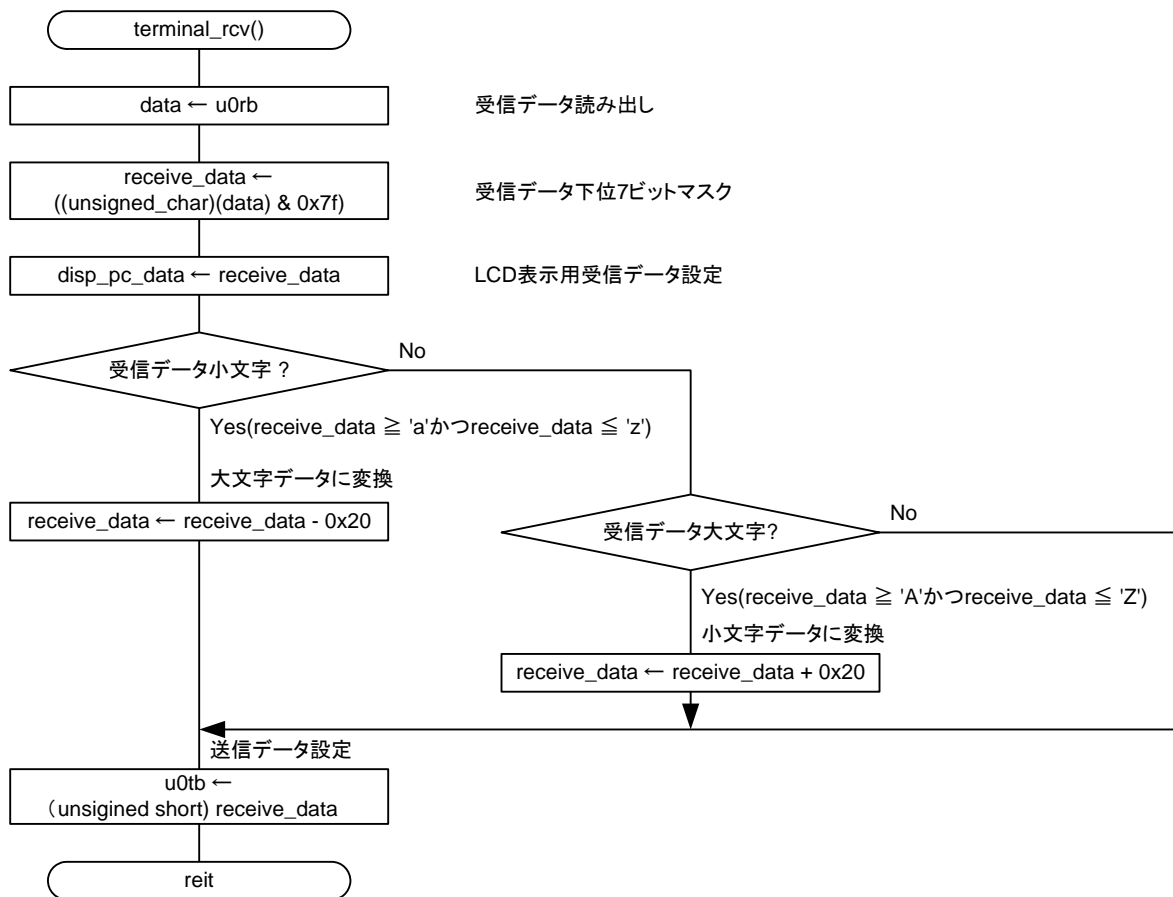 terminal_rcv()
data ← u0rb
受信データ読み出し
receive_data ←
((unsigned_char)(data) & 0x7f)
受信データ下位7ビットマスク
disp_pc_data ← receive_data
LCD表示用受信データ設定
受信データ小文字 ?
No
Yes(receive_data ≧ 'a'かつreceive_data ≦ 'z')
大文字データに変換
receive_data ← receive_data - 0x20
受信データ大文字?
No
Yes(receive_data ≧ 'A'かつreceive_data ≦ 'Z')
小文字データに変換
receive_data ← receive_data + 0x20
送信データ設定
u0tb ←
(unsigined short) receive_data
reit